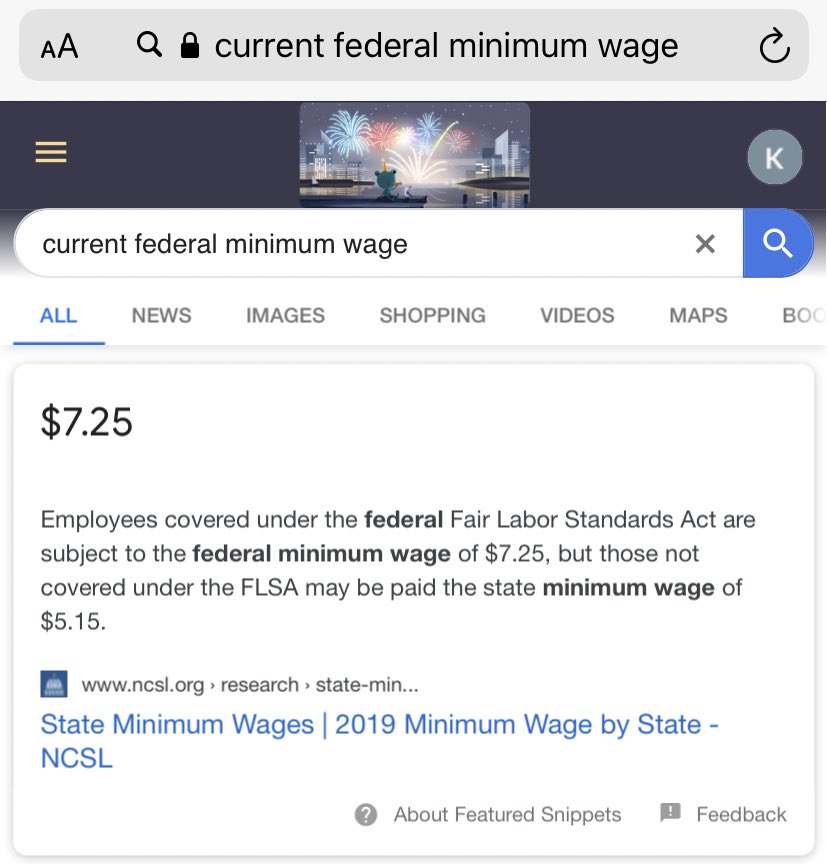 AA current federal minimum wage
K
current federal minimum wage
ALL NEWS IMAGES SHOPPING VIDEOS MAPS BOO
$7.25
Employees covered under the federal Fair Labor Standards Act are
subject to the federal minimum wage of $7.25, but those not
covered under the FLSA may be paid the state minimum wage of
$5.15.
www.ncsl.org › research › state-min...
State Minimum Wages | 2019 Minimum Wage by State -
NCSL
About Featured Snippets Feedback